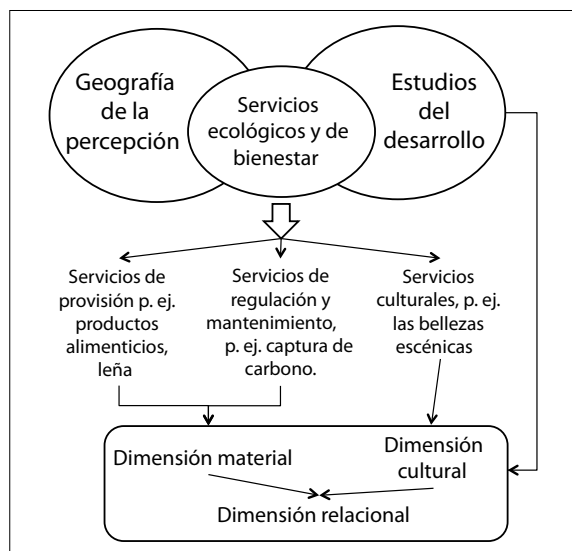 Geografía
de la
percepción
Servicios
ecológicos y de
bienestar
Estudios
del
desarrollo
Servicios de
provisión p. ej.
productos
alimenticios,
leña
Servicios de
regulación y
mantenimiento,
p. ej. captura de
carbono.
Servicios
culturales, p. ej.
las bellezas
escénicas
Dimensión material
Dimensión
cultural
Dimensión relacional